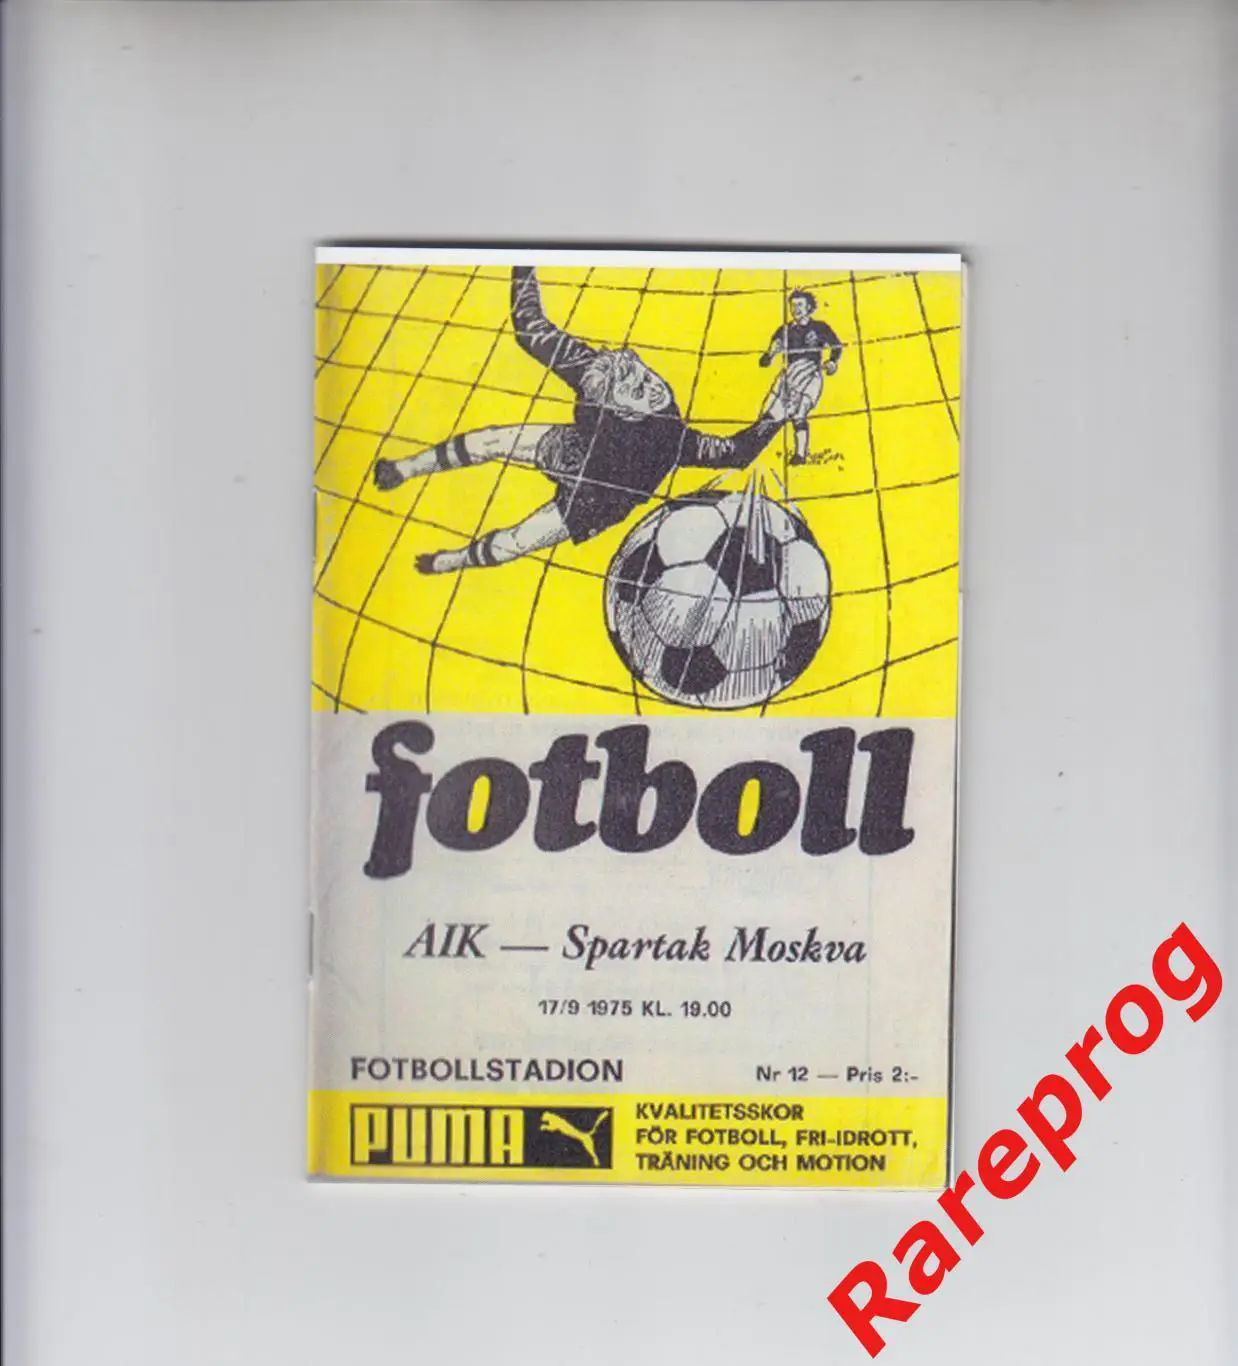 fotboll
AIK — Spartak Moskva
17/9 1975 KL. 19.00
FOTBOLLSTADION
Nr 12 — Pris 2:-
PUMA
KVALITETSSKOR
FÖR FOTBOLL, FRI-IDROTT,
TRÄNING OCH MOTION
Rareprog